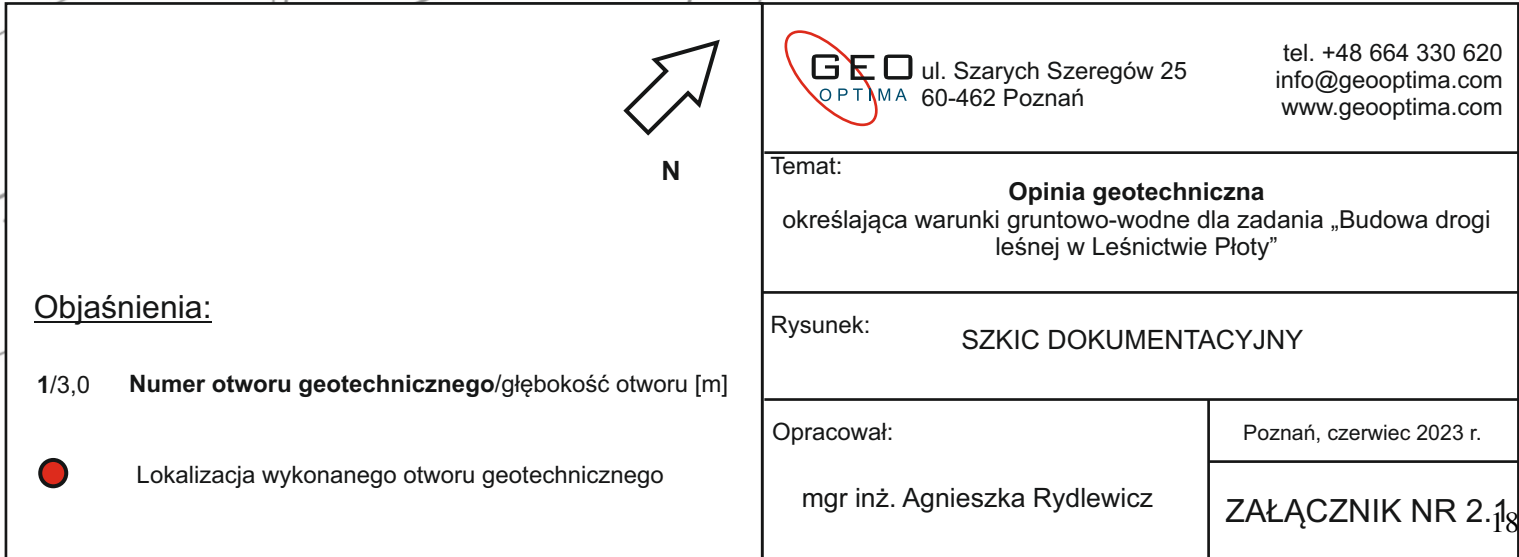 N
Objaśnienia:
1/3,0 Numer otworu geotechnicznego/głębokość otworu [m]
Lokalizacja wykonanego otworu geotechnicznego
GEO
OPTIMA
ul. Szarych Szeregów 25
60-462 Poznań
tel. +48 664 330 620
info@geooptima.com
www.geooptima.com
Temat:
Opinia geotechniczna
określająca warunki gruntowo-wodne dla zadania „Budowa drogi
leśnej w Leśnictwie Płoty”
Rysunek:
SZKIC DOKUMENTACYJNY
Opracował:
mgr inż. Agnieszka Rydlewicz
Poznań, czerwiec 2023 r.
ZAŁĄCZNIK NR 2.1
18